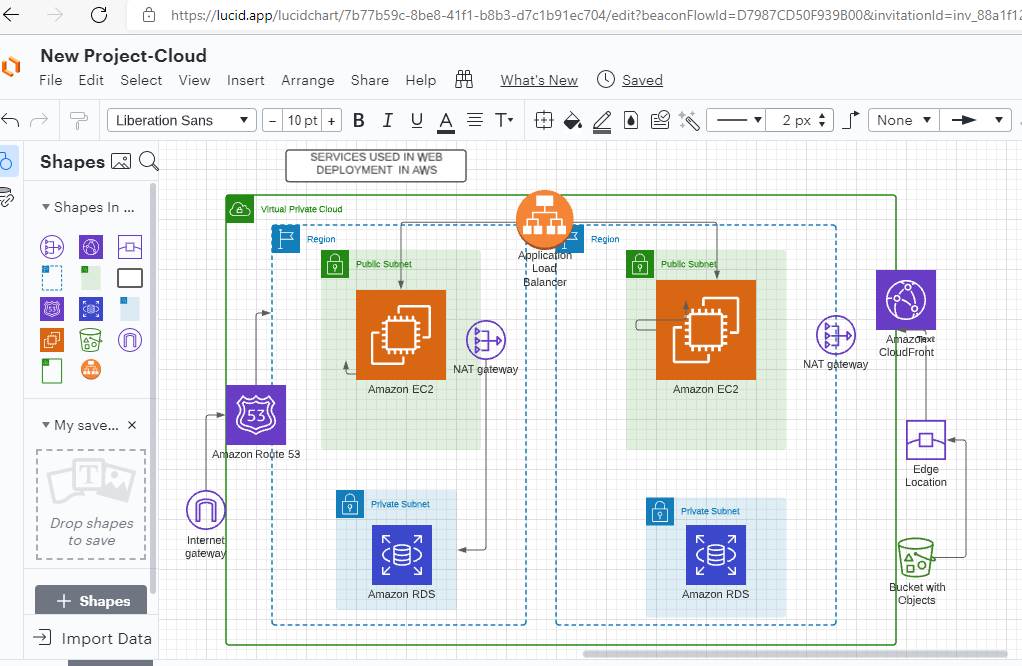 https://lucid.app/lucidchart/7b77b59c-8be8-41f1-b8b3-d7c1b91ec704/edit?beaconFlowId=D7987CD50F939B00&invitationId=inv_88a1f12
New Project-Cloud
File Edit Select View Insert Arrange Share Help What's New Saved
Liberation Sans - 10 pt + B I U A T 2 px None
Shapes
Shapes In ...
53
My save... ×
T
Drop shapes
to save
+ Shapes
Import Data
SERVICES USED IN WEB
DEPLOYMENT IN AWS
Virtual Private Cloud
Region
Public Subnet
Amazon EC2
NAT gateway
Application
Load
Balancer
Region
Public Subnet
Amazon EC2
NAT gateway
Amazon
CloudFront
Text
53
Amazon Route 53
Internet
gateway
Private Subnet
Amazon RDS
Private Subnet
Amazon RDS
Edge
Location
Bucket with
Objects